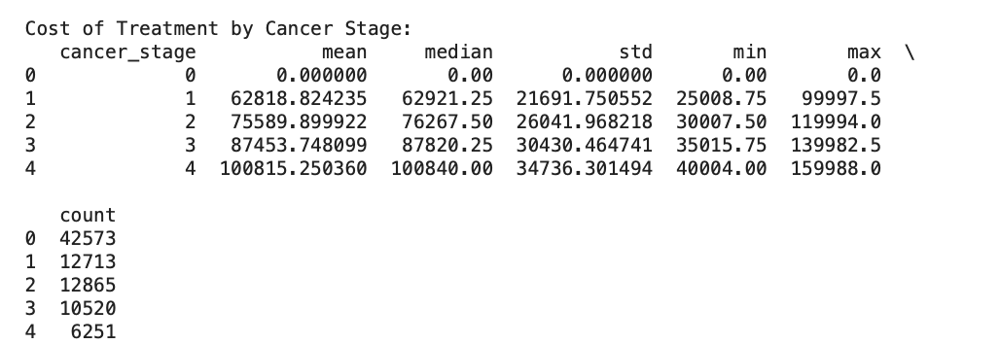 Cost of Treatment by Cancer Stage:
cancer_stage mean median std min max \
0 0 0.000000 0.00 0.000000 0.00 0.0
1 1 62818.824235 62921.25 21691.750552 25008.75 99997.5
2 2 75589.899922 76267.50 26041.968218 30007.50 119994.0
3 3 87453.748099 87820.25 30430.464741 35015.75 139982.5
4 4 100815.250360 100840.00 34736.301494 40004.00 159988.0
count
0 42573
1 12713
2 12865
3 10520
4 6251